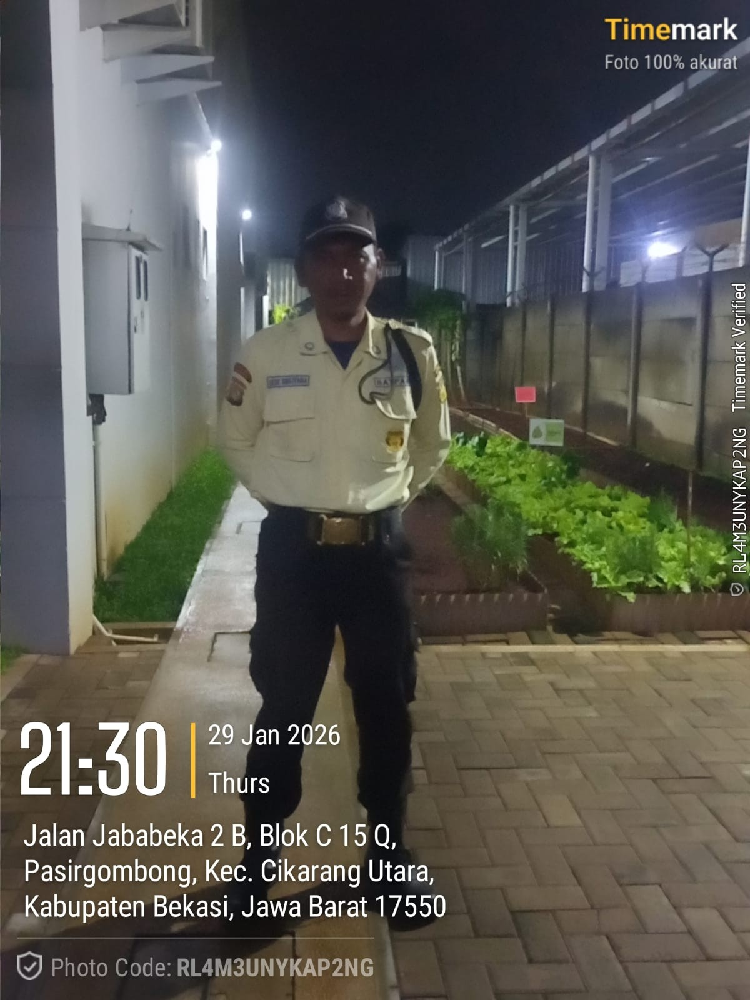 Timemark
Foto 100% akurat
RL4M3UNYKAP2NG Timemark Verified
21:30
29 Jan 2026
Thurs
Jalan Jababeka 2 B, Blok C 15 Q,
Pasirgombong, Kec. Cikarang Utara,
Kabupaten Bekasi, Jawa Barat 17550
Photo Code: RL4M3UNYKAP2NG